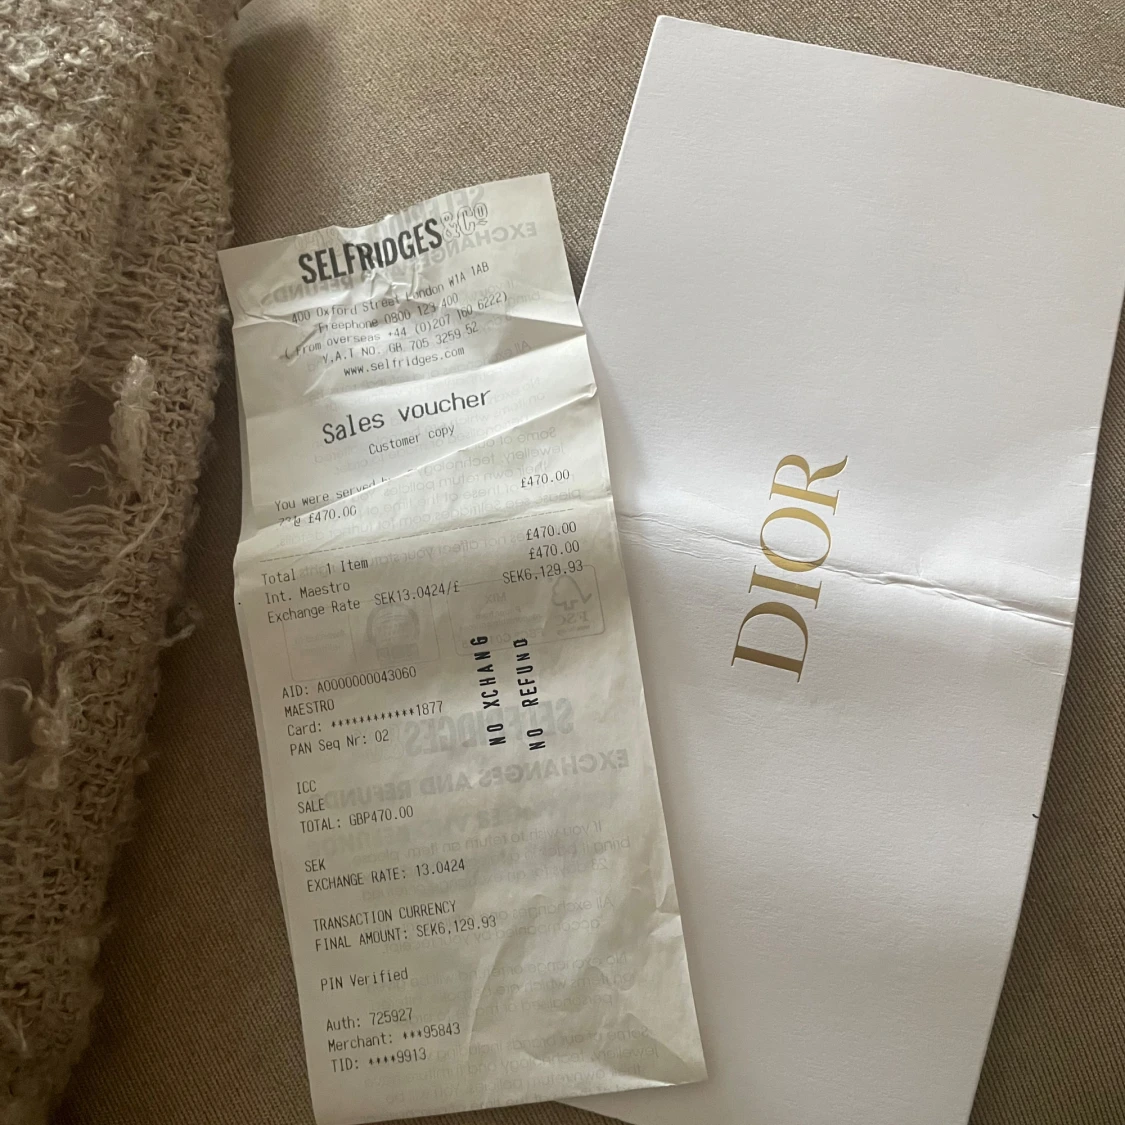 SELFRIDGES&Co
400 Oxford Street London W1A 1AB
Freephone 0800 123 400
( From overseas +44 (0)207 160 6222)
V.A.T NO. GB 705 3259 52
www.selfridges.com
Sales voucher
Customer copy
You were served
£470.00
£470.00
Total 1 Item £470.00
Int. Maestro £470.00
Exchange Rate SEK13.0424/£ SEK6,129.93
AID: A0000000043060
MAESTRO
Card: ************1877
PAN Seq Nr: 02
NO XCHANG
NO REFUND
ICC
SALE
TOTAL: GBP470.00
SEK
EXCHANGE RATE: 13.0424
TRANSACTION CURRENCY
FINAL AMOUNT: SEK6,129.93
PIN Verified
Auth: 725927
Merchant: ***95843
TID: ****9913
DIOR